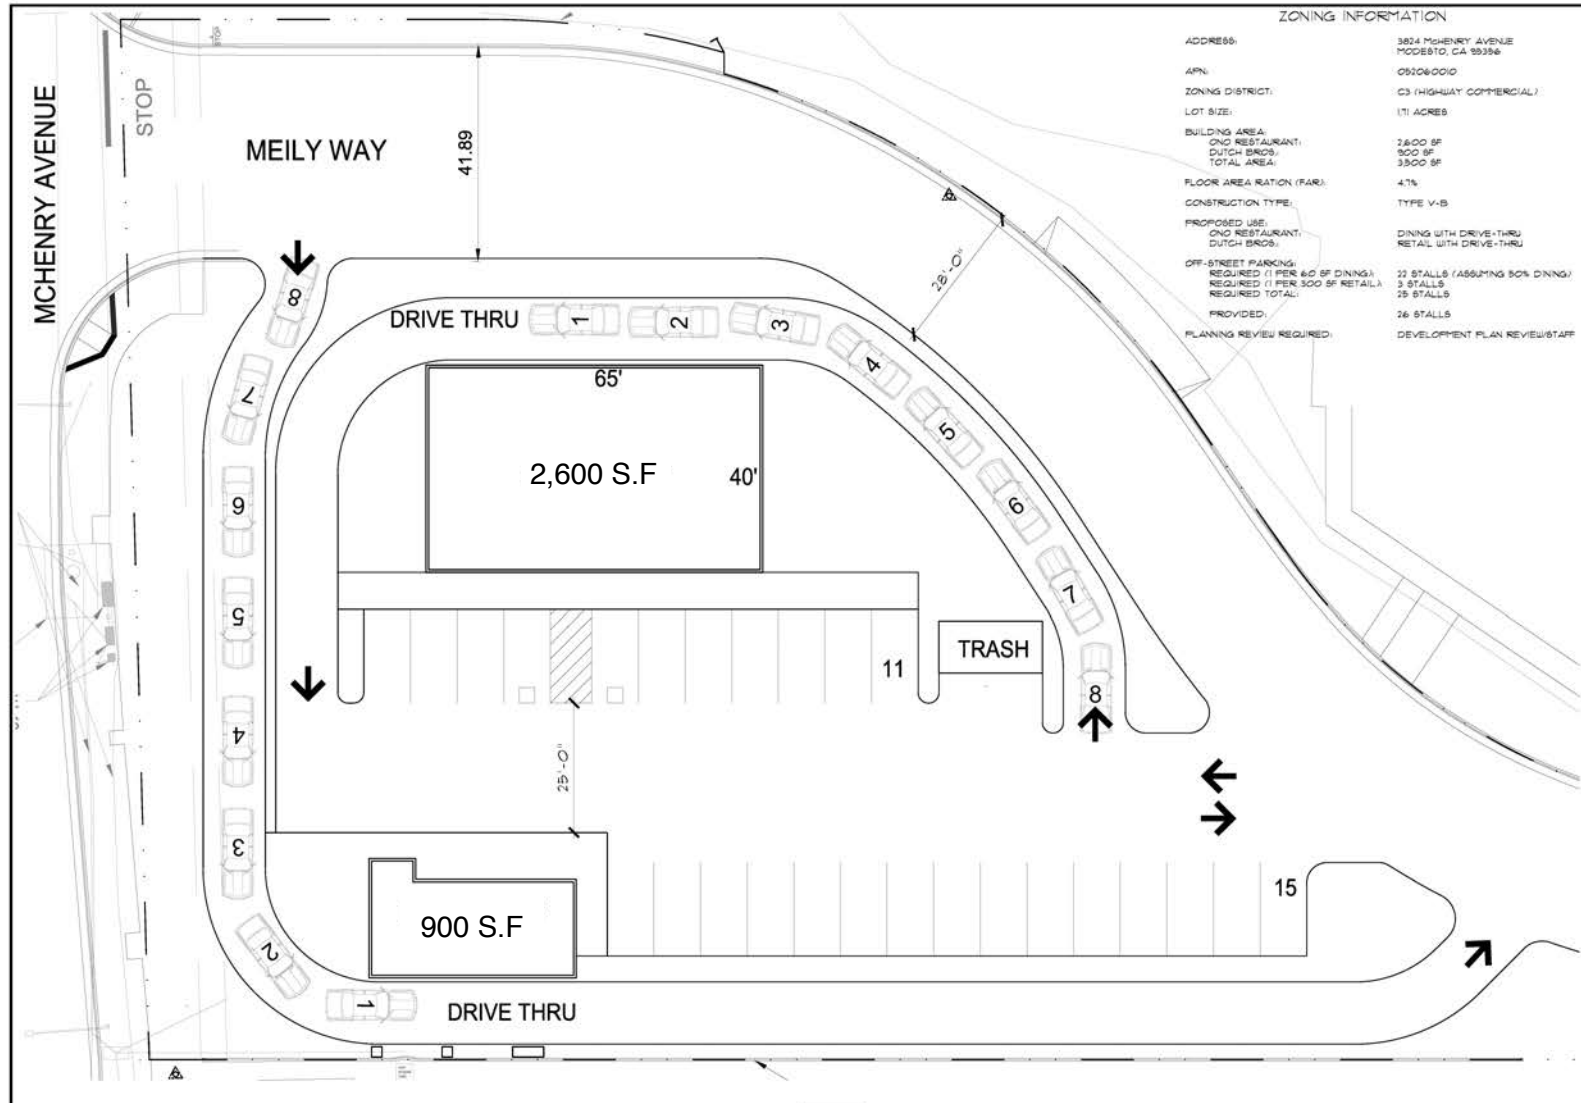 ZONING INFORMATION
ADDRESS: 3824 McHENRY AVENUE
MODESTO, CA 95356
APN: 052060010
ZONING DISTRICT: C3 (HIGHWAY COMMERCIAL)
LOT SIZE: 1.71 ACRES
BUILDING AREA:
ONO RESTAURANT: 2,600 SF
DUTCH BROS.: 900 SF
TOTAL AREA: 3,500 SF
FLOOR AREA RATION (FAR): 4.7%
CONSTRUCTION TYPE: TYPE V-B
PROPOSED USE:
ONO RESTAURANT: DINING WITH DRIVE-THRU
DUTCH BROS: RETAIL WITH DRIVE-THRU
OFF-STREET PARKING:
REQUIRED (1 PER 60 SF DINING): 22 STALLS (ASSUMING 50% DINING)
REQUIRED (1 PER 300 SF RETAIL): 3 STALLS
REQUIRED TOTAL: 25 STALLS
PROVIDED: 26 STALLS
PLANNING REVIEW REQUIRED: DEVELOPMENT PLAN REVIEW/STAFF
MCHENRY AVENUE
STOP
STOP
MEILY WAY
41.89
28'-0"
DRIVE THRU
1
2
3
4
5
6
7
8
65'
2,600 S.F
40'
8
7
6
5
4
3
2
1
11
TRASH
25'-0"
15
900 S.F
DRIVE THRU